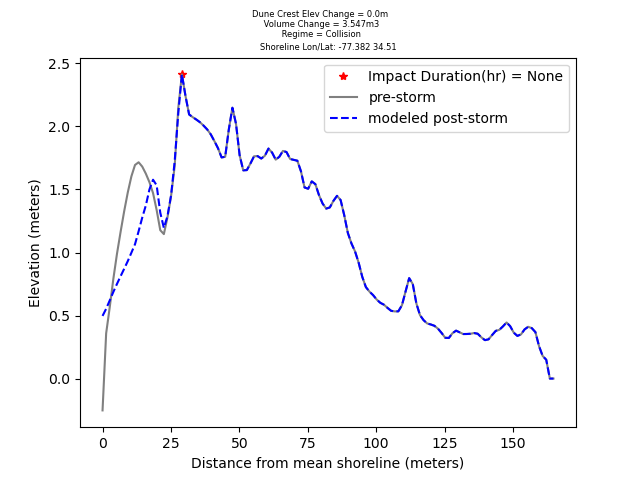 Dune Crest Elev Change = 0.0m
Volume Change = 3.547m3
Regime = Collision
Shoreline Lon/Lat: -77.382 34.51
Impact Duration(hr) = None
pre-storm
modeled post-storm
Elevation (meters)
2.5
2.0
1.5
1.0
0.5
0.0
0 25 50 75 100 125 150
Distance from mean shoreline (meters)